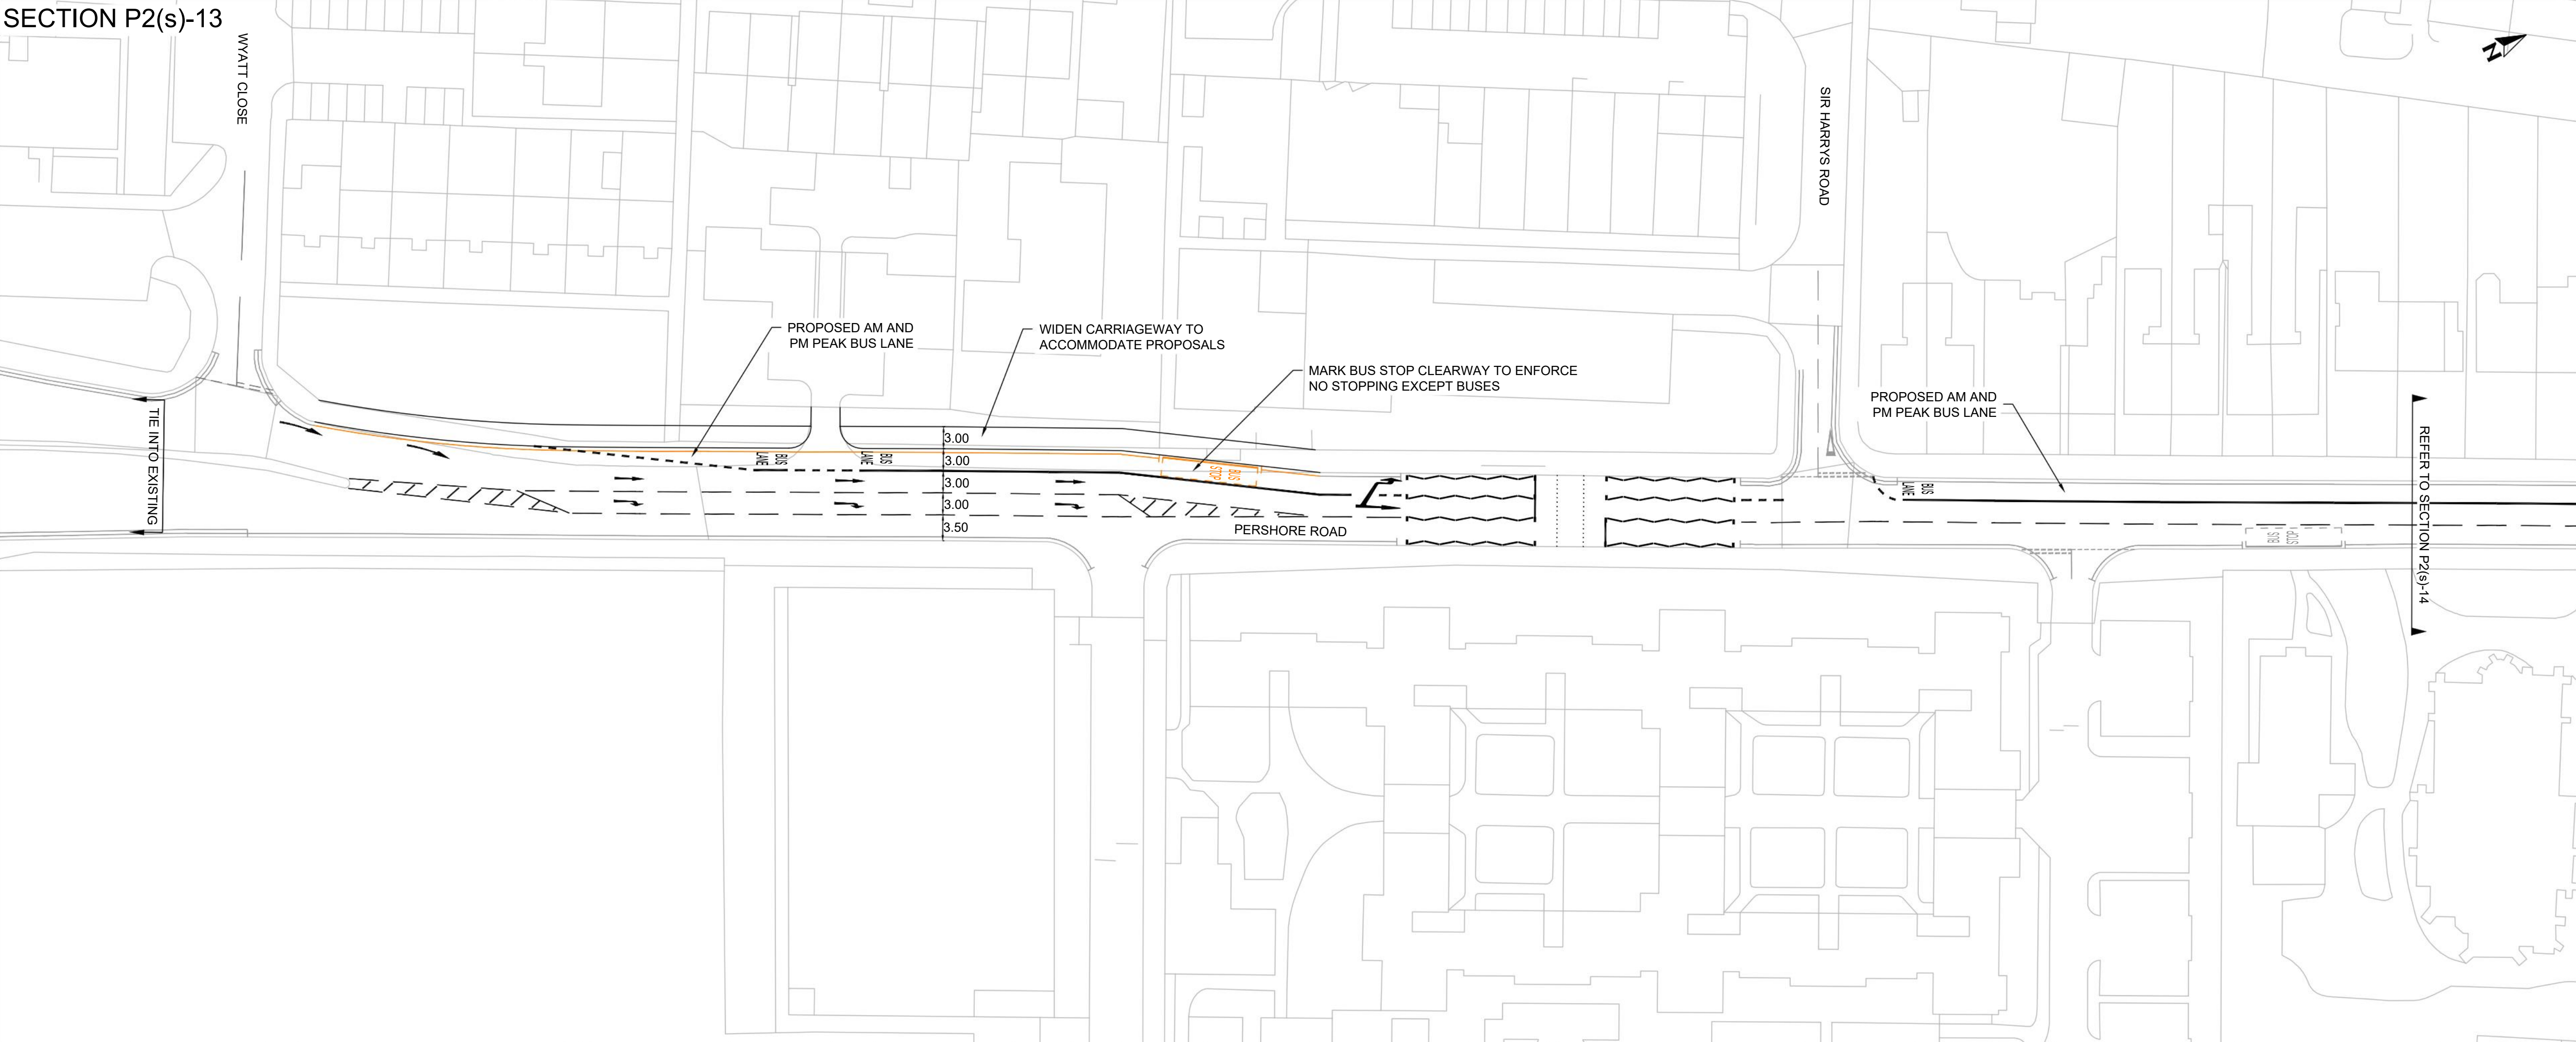 SECTION P2(s)-13
WYATT CLOSE
SIR HARRYS ROAD
N
PROPOSED AM AND
PM PEAK BUS LANE
WIDEN CARRIAGEWAY TO
ACCOMMODATE PROPOSALS
MARK BUS STOP CLEARWAY TO ENFORCE
NO STOPPING EXCEPT BUSES
PROPOSED AM AND
PM PEAK BUS LANE
TIE INTO EXISTING
3.00
3.00
3.00
3.00
3.50
BUS
LANE
BUS
LANE
BUS
STOP
PERSHORE ROAD
BUS
LANE
BUS
STOP
REFER TO SECTION P2(s)-14